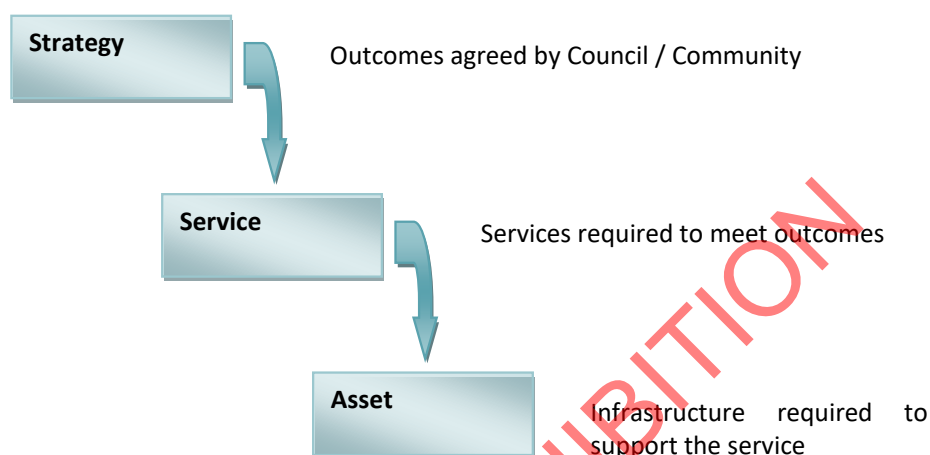 Strategy
Outcomes agreed by Council / Community
Service
Services required to meet outcomes
Asset
Infrastructure required to
support the service